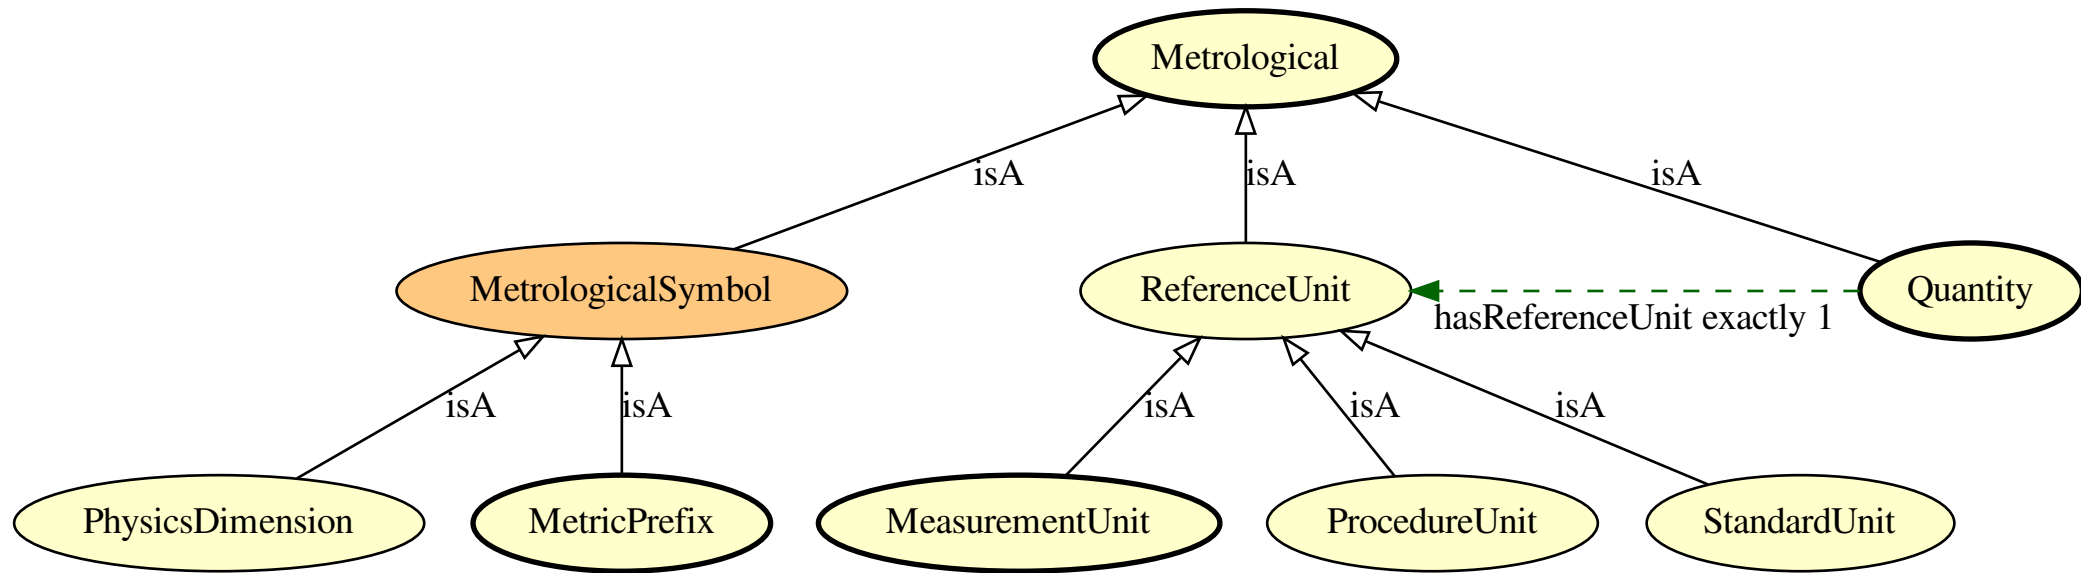 Metrological
isA
isA
isA
MetrologicalSymbol
ReferenceUnit
Quantity
hasReferenceUnit exactly 1
isA
isA
isA
isA
isA
PhysicsDimension
MetricPrefix
MeasurementUnit
ProcedureUnit
StandardUnit